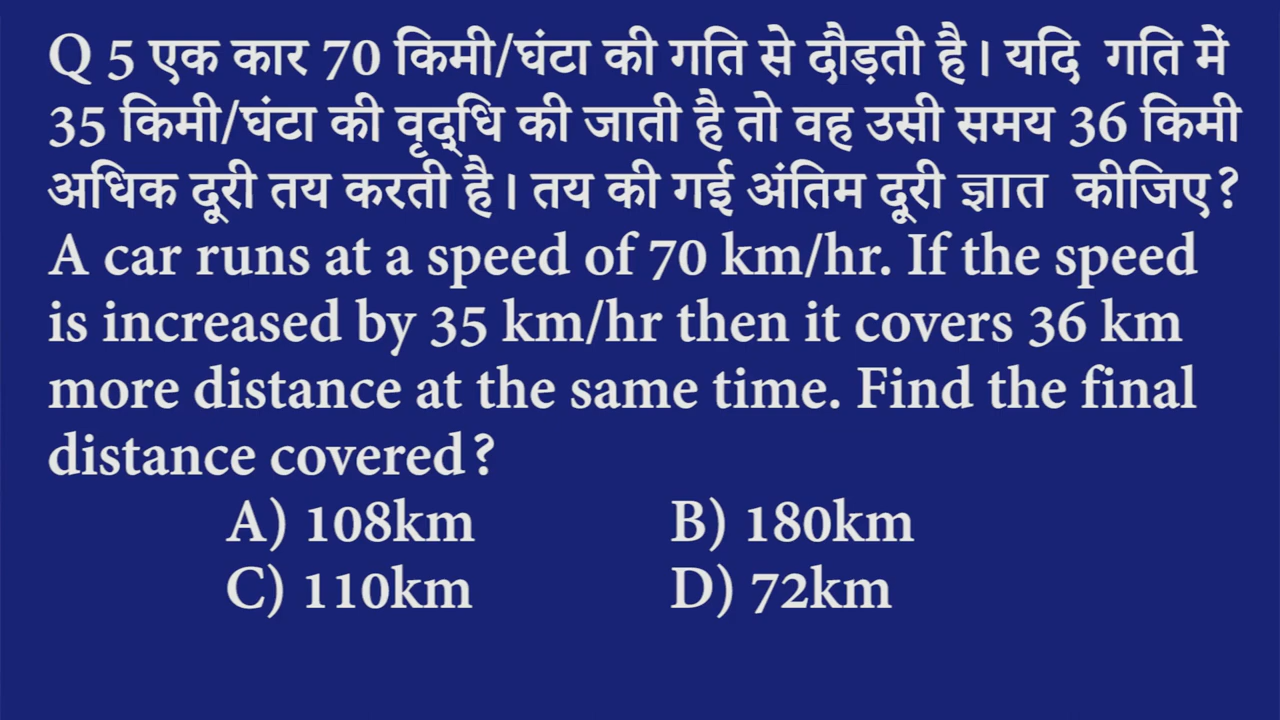 Q 5 एक कार 70 किमी/घंटा की गति से दौड़ती है। यदि गति में
35 किमी/घंटा की वृद्धि की जाती है तो वह उसी समय 36 किमी
अधिक दूरी तय करती है। तय की गई अंतिम दूरी ज्ञात कीजिए?
A car runs at a speed of 70 km/hr. If the speed
is increased by 35 km/hr then it covers 36 km
more distance at the same time. Find the final
distance covered?
A) 108km B) 180km
C) 110km D) 72km